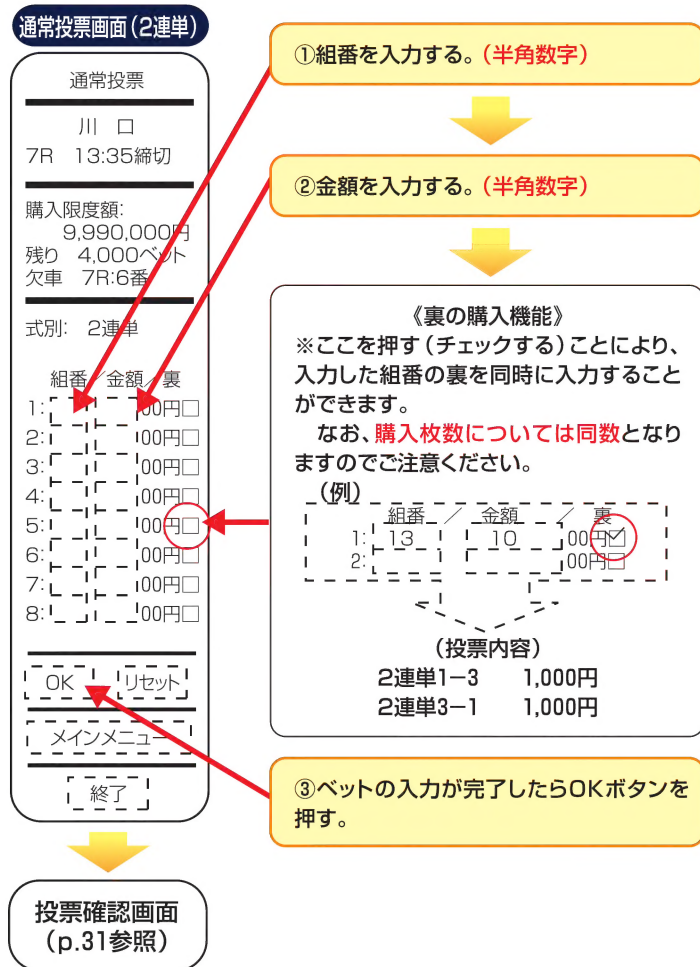 通常投票画面(2連単)
通常投票
川 口
7R 13:35締切
購入限度額:
9,990,000円
残り 4,000ベット
欠車 7R:6番
式別: 2連単
組番/金額/裏
1: 00円□
2: 00円□
3: 00円□
4: 00円□
5: 00円□
6: 00円□
7: 00円□
8: 00円□
OK リセット
メインメニュー
終了
投票確認画面
(p.31参照)
①組番を入力する。(半角数字)
②金額を入力する。(半角数字)
《裏の購入機能》
※ここを押す(チェックする)ことにより、
入力した組番の裏を同時に入力すること
ができます。
なお、購入枚数については同数となり
ますのでご注意ください。
(例)
組番 / 金額 / 裏
1: 13 10 00円☑
2: 00円□
(投票内容)
2連単1−3 1,000円
2連単3−1 1,000円
③ベットの入力が完了したらOKボタンを
押す。